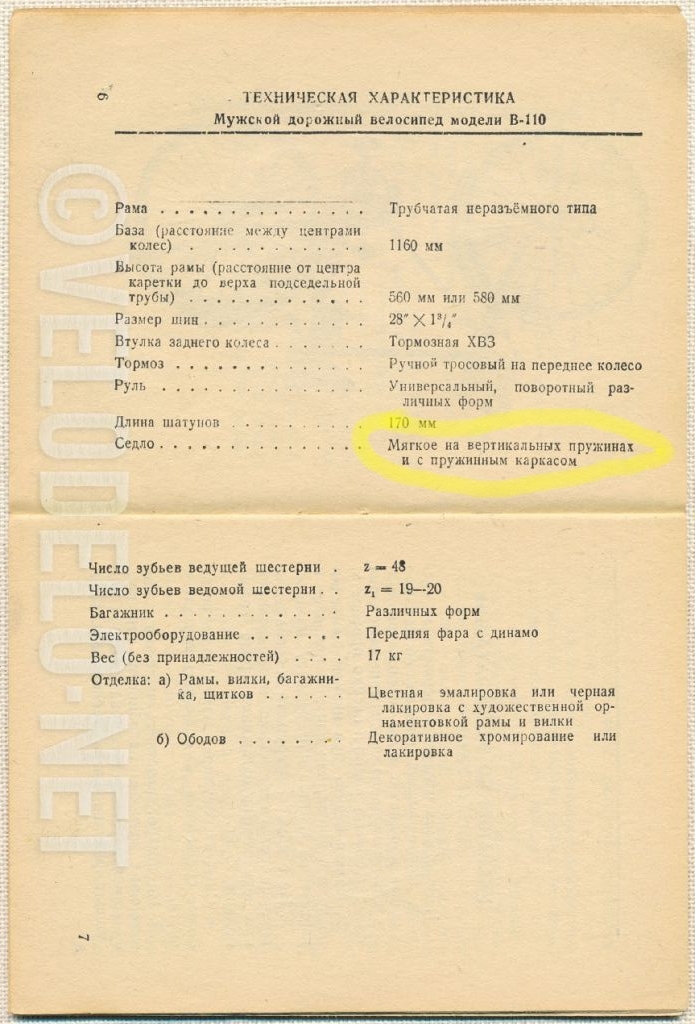 6
ТЕХНИЧЕСКАЯ ХАРАКТЕРИСТИКА
Мужской дорожный велосипед модели В-110
Рама . . . . . . . . . . . . . . . Трубчатая неразъёмного типа
База (расстояние между центрами
колес) . . . . . . . . . . . . . 1160 мм
Высота рамы (расстояние от центра
каретки до верха подседельной
трубы) . . . . . . . . . . . . . 560 мм или 580 мм
Размер шин . . . . . . . . . . . . 28″ × 1³/₄″
Втулка заднего колеса . . . . . . . Тормозная ХВЗ
Тормоз . . . . . . . . . . . . . . Ручной тросовый на переднее колесо
Руль . . . . . . . . . . . . . . . Универсальный, поворотный раз-
личных форм
Длина шатунов . . . . . . . . . . 170 мм
Седло . . . . . . . . . . . . . . . Мягкое на вертикальных пружинах
и с пружинным каркасом
Число зубьев ведущей шестерни . z = 48
Число зубьев ведомой шестерни . . z₁ = 19—20
Багажник . . . . . . . . . . . . . Различных форм
Электрооборудование . . . . . . . Передняя фара с динамо
Вес (без принадлежностей) . . . . 17 кг
Отделка: а) Рамы, вилки, багажни-
ка, щитков . . . . . . Цветная эмалировка или черная
лакировка с художественной ор-
наментовкой рамы и вилки
б) Ободов . . . . . . . . Декоративное хромирование или
лакировка
7
©VELODELO-NET